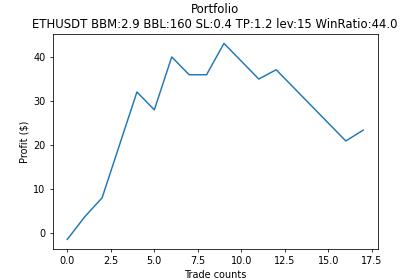 Portfolio
ETHUSDT BBM:2.9 BBL:160 SL:0.4 TP:1.2 lev:15 WinRatio:44.0
40
30
20
10
0
Profit ($)
0.0 2.5 5.0 7.5 10.0 12.5 15.0 17.5
Trade counts